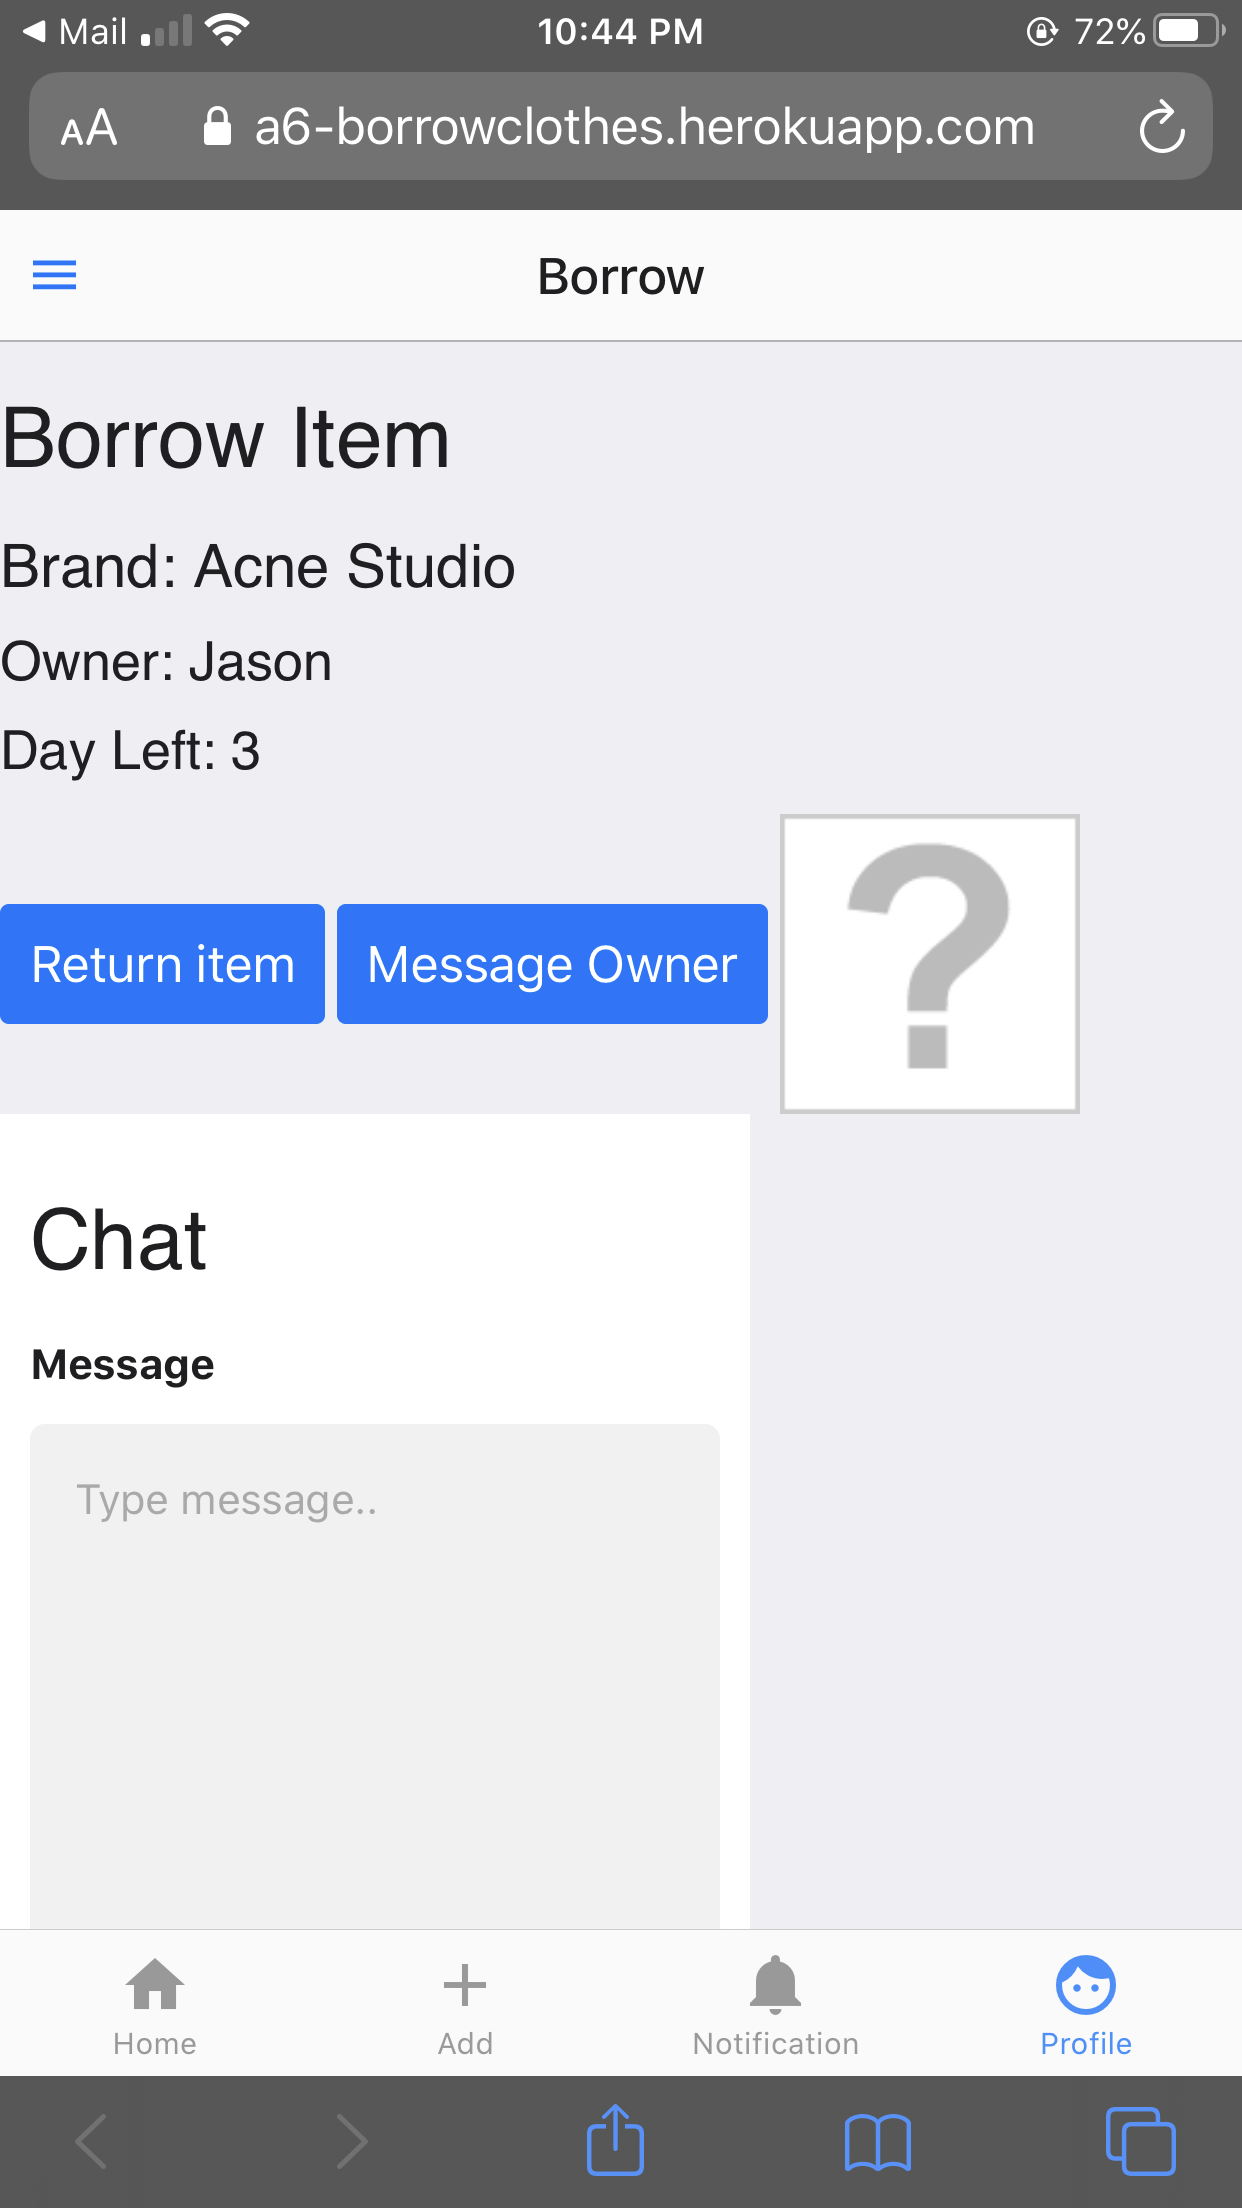 Mail 10:44 PM 72%
AA a6-borrowclothes.herokuapp.com
Borrow
Borrow Item
Brand: Acne Studio
Owner: Jason
Day Left: 3
?
Return item Message Owner
Chat
Message
Type message..
Home Add Notification Profile